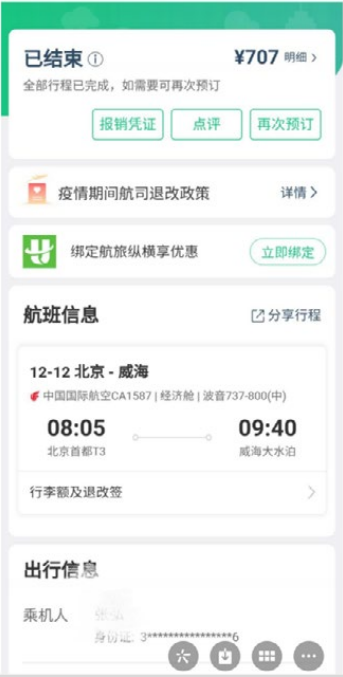 已结束
¥707 明细 >
全部行程已完成，如需要可再次预订
报销凭证 点评 再次预订
疫情期间航司退改政策 详情 >
绑定航旅纵横享优惠 立即绑定
航班信息 分享行程
12-12 北京 - 威海
中国国际航空CA1587 | 经济舱 | 波音737-800(中)
08:05 09:40
北京首都T3 威海大水泊
行李额及退改签 >
出行信息
乘机人
身份证: 3****************6